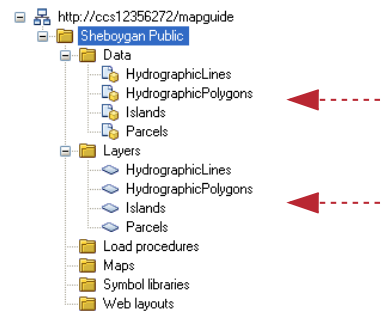 http://ccs12356272/mapguide
Sheboygan Public
Data
HydrographicLines
HydrographicPolygons
Islands
Parcels
Layers
HydrographicLines
HydrographicPolygons
Islands
Parcels
Load procedures
Maps
Symbol libraries
Web layouts